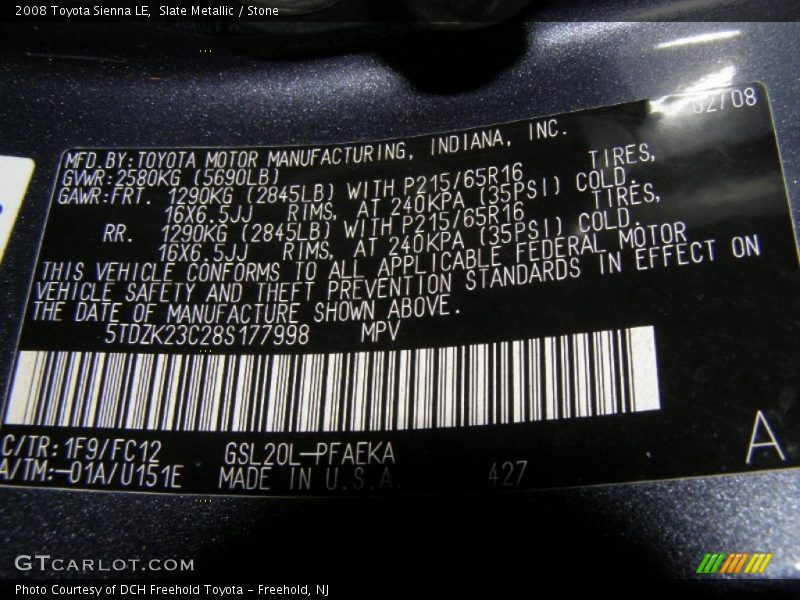 2008 Toyota Sienna LE, Slate Metallic / Stone
02/08
MFD. BY: TOYOTA MOTOR MANUFACTURING, INDIANA, INC.
GVWR: 2580KG (5690LB)
GAWR: FRT. 1290KG (2845LB) WITH P215/65R16 TIRES,
16X6.5JJ RIMS, AT 240KPA (35PSI) COLD.
RR. 1290KG (2845LB) WITH P215/65R16 TIRES,
16X6.5JJ RIMS, AT 240KPA (35PSI) COLD.
THIS VEHICLE CONFORMS TO ALL APPLICABLE FEDERAL MOTOR
VEHICLE SAFETY AND THEFT PREVENTION STANDARDS IN EFFECT ON
THE DATE OF MANUFACTURE SHOWN ABOVE.
5TDZK23C28S177998 MPV
C/TR: 1F9/FC12 GSL20L-PFAEKA
A/TM:-01A/U151E MADE IN U.S.A. 427
A
GTCARLOT.COM
Photo Courtesy of DCH Freehold Toyota - Freehold, NJ